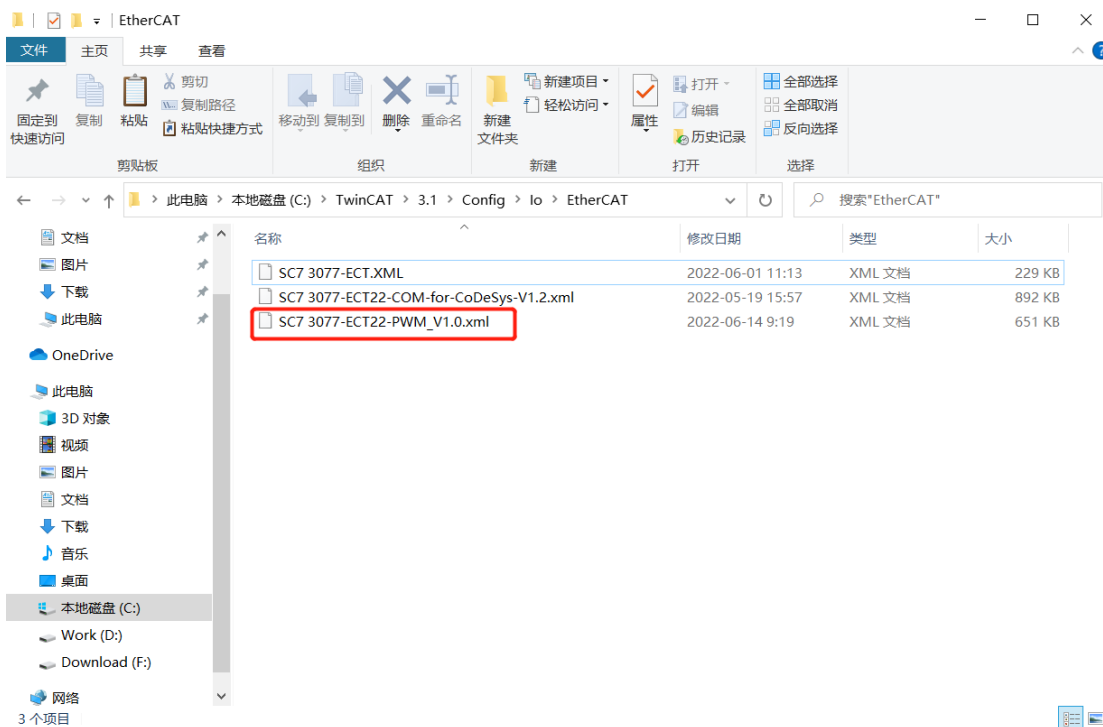 EtherCAT
文件 主页 共享 查看
固定到
快速访问
复制
粘贴
剪切
复制路径
粘贴快捷方式
剪贴板
移动到 复制到 删除 重命名
组织
新建
文件夹
新建项目
轻松访问
新建
属性
打开
编辑
历史记录
打开
全部选择
全部取消
反向选择
选择
此电脑 > 本地磁盘 (C:) > TwinCAT > 3.1 > Config > Io > EtherCAT
搜索"EtherCAT"
文档
图片
下载
此电脑
OneDrive
此电脑
3D 对象
视频
图片
文档
下载
音乐
桌面
本地磁盘 (C:)
Work (D:)
Download (F:)
网络
名称 修改日期 类型 大小
SC7 3077-ECT.XML 2022-06-01 11:13 XML 文档 229 KB
SC7 3077-ECT22-COM-for-CoDeSys-V1.2.xml 2022-05-19 15:57 XML 文档 892 KB
SC7 3077-ECT22-PWM_V1.0.xml 2022-06-14 9:19 XML 文档 651 KB
3 个项目